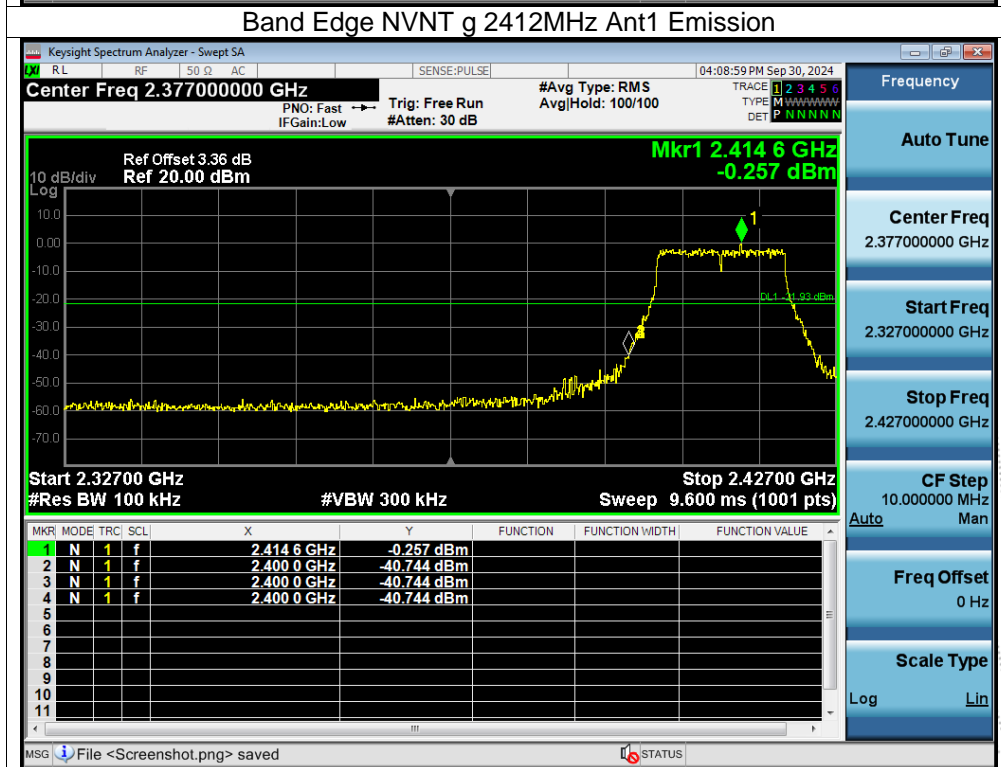 Band Edge NVNT g 2412MHz Ant1 Emission
Keysight Spectrum Analyzer - Swept SA
LXI RL RF 50 Ω AC SENSE:PULSE 04:08:59 PM Sep 30, 2024
Center Freq 2.377000000 GHz #Avg Type: RMS TRACE 1 2 3 4 5 6
PNO: Fast Trig: Free Run Avg|Hold: 100/100 TYPE M WWWWW
IFGain:Low #Atten: 30 dB DET P N N N N N
Mkr1 2.414 6 GHz
Ref Offset 3.36 dB
10 dB/div Ref 20.00 dBm -0.257 dBm
Log
10.0
0.00
-10.0
-20.0
-30.0
-40.0
-50.0
-60.0
-70.0
1
DL1 -21.93 dBm
Start 2.32700 GHz Stop 2.42700 GHz
#Res BW 100 kHz #VBW 300 kHz Sweep 9.600 ms (1001 pts)
MKR MODE TRC SCL X Y FUNCTION FUNCTION WIDTH FUNCTION VALUE
1 N 1 f 2.414 6 GHz -0.257 dBm
2 N 1 f 2.400 0 GHz -40.744 dBm
3 N 1 f 2.400 0 GHz -40.744 dBm
4 N 1 f 2.400 0 GHz -40.744 dBm
5
6
7
8
9
10
11
MSG File <Screenshot.png> saved STATUS
Frequency
Auto Tune
Center Freq
2.377000000 GHz
Start Freq
2.327000000 GHz
Stop Freq
2.427000000 GHz
CF Step
10.000000 MHz
Auto Man
Freq Offset
0 Hz
Scale Type
Log Lin